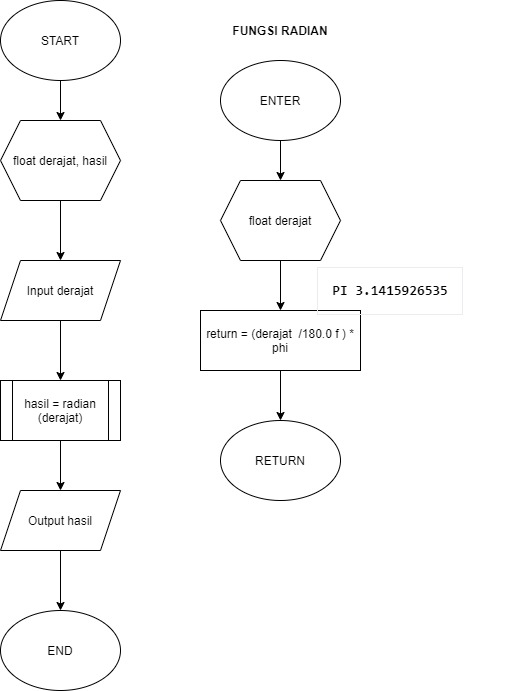 START
float derajat, hasil
Input derajat
hasil = radian
(derajat)
Output hasil
END
FUNGSI RADIAN
ENTER
float derajat
PI 3.1415926535
return = (derajat  /180.0 f ) *
phi
RETURN